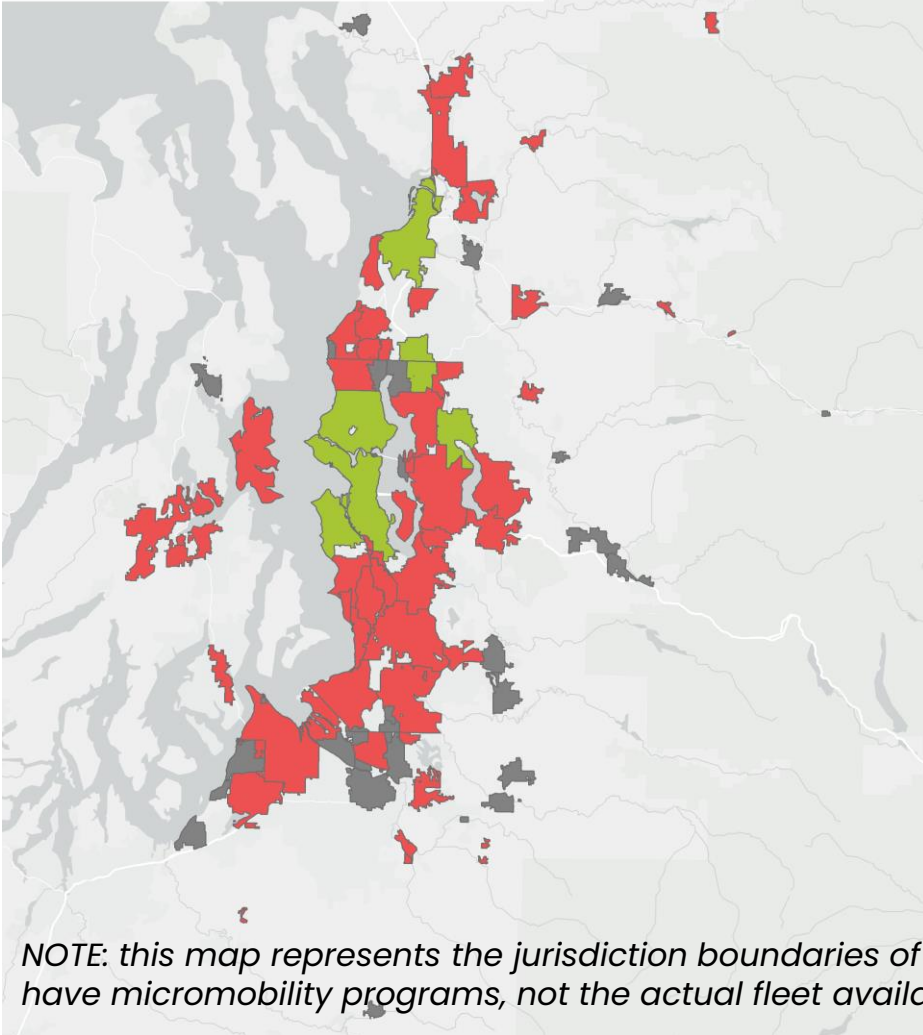 NOTE: this map represents the jurisdiction boundaries of
have micromobility programs, not the actual fleet availa